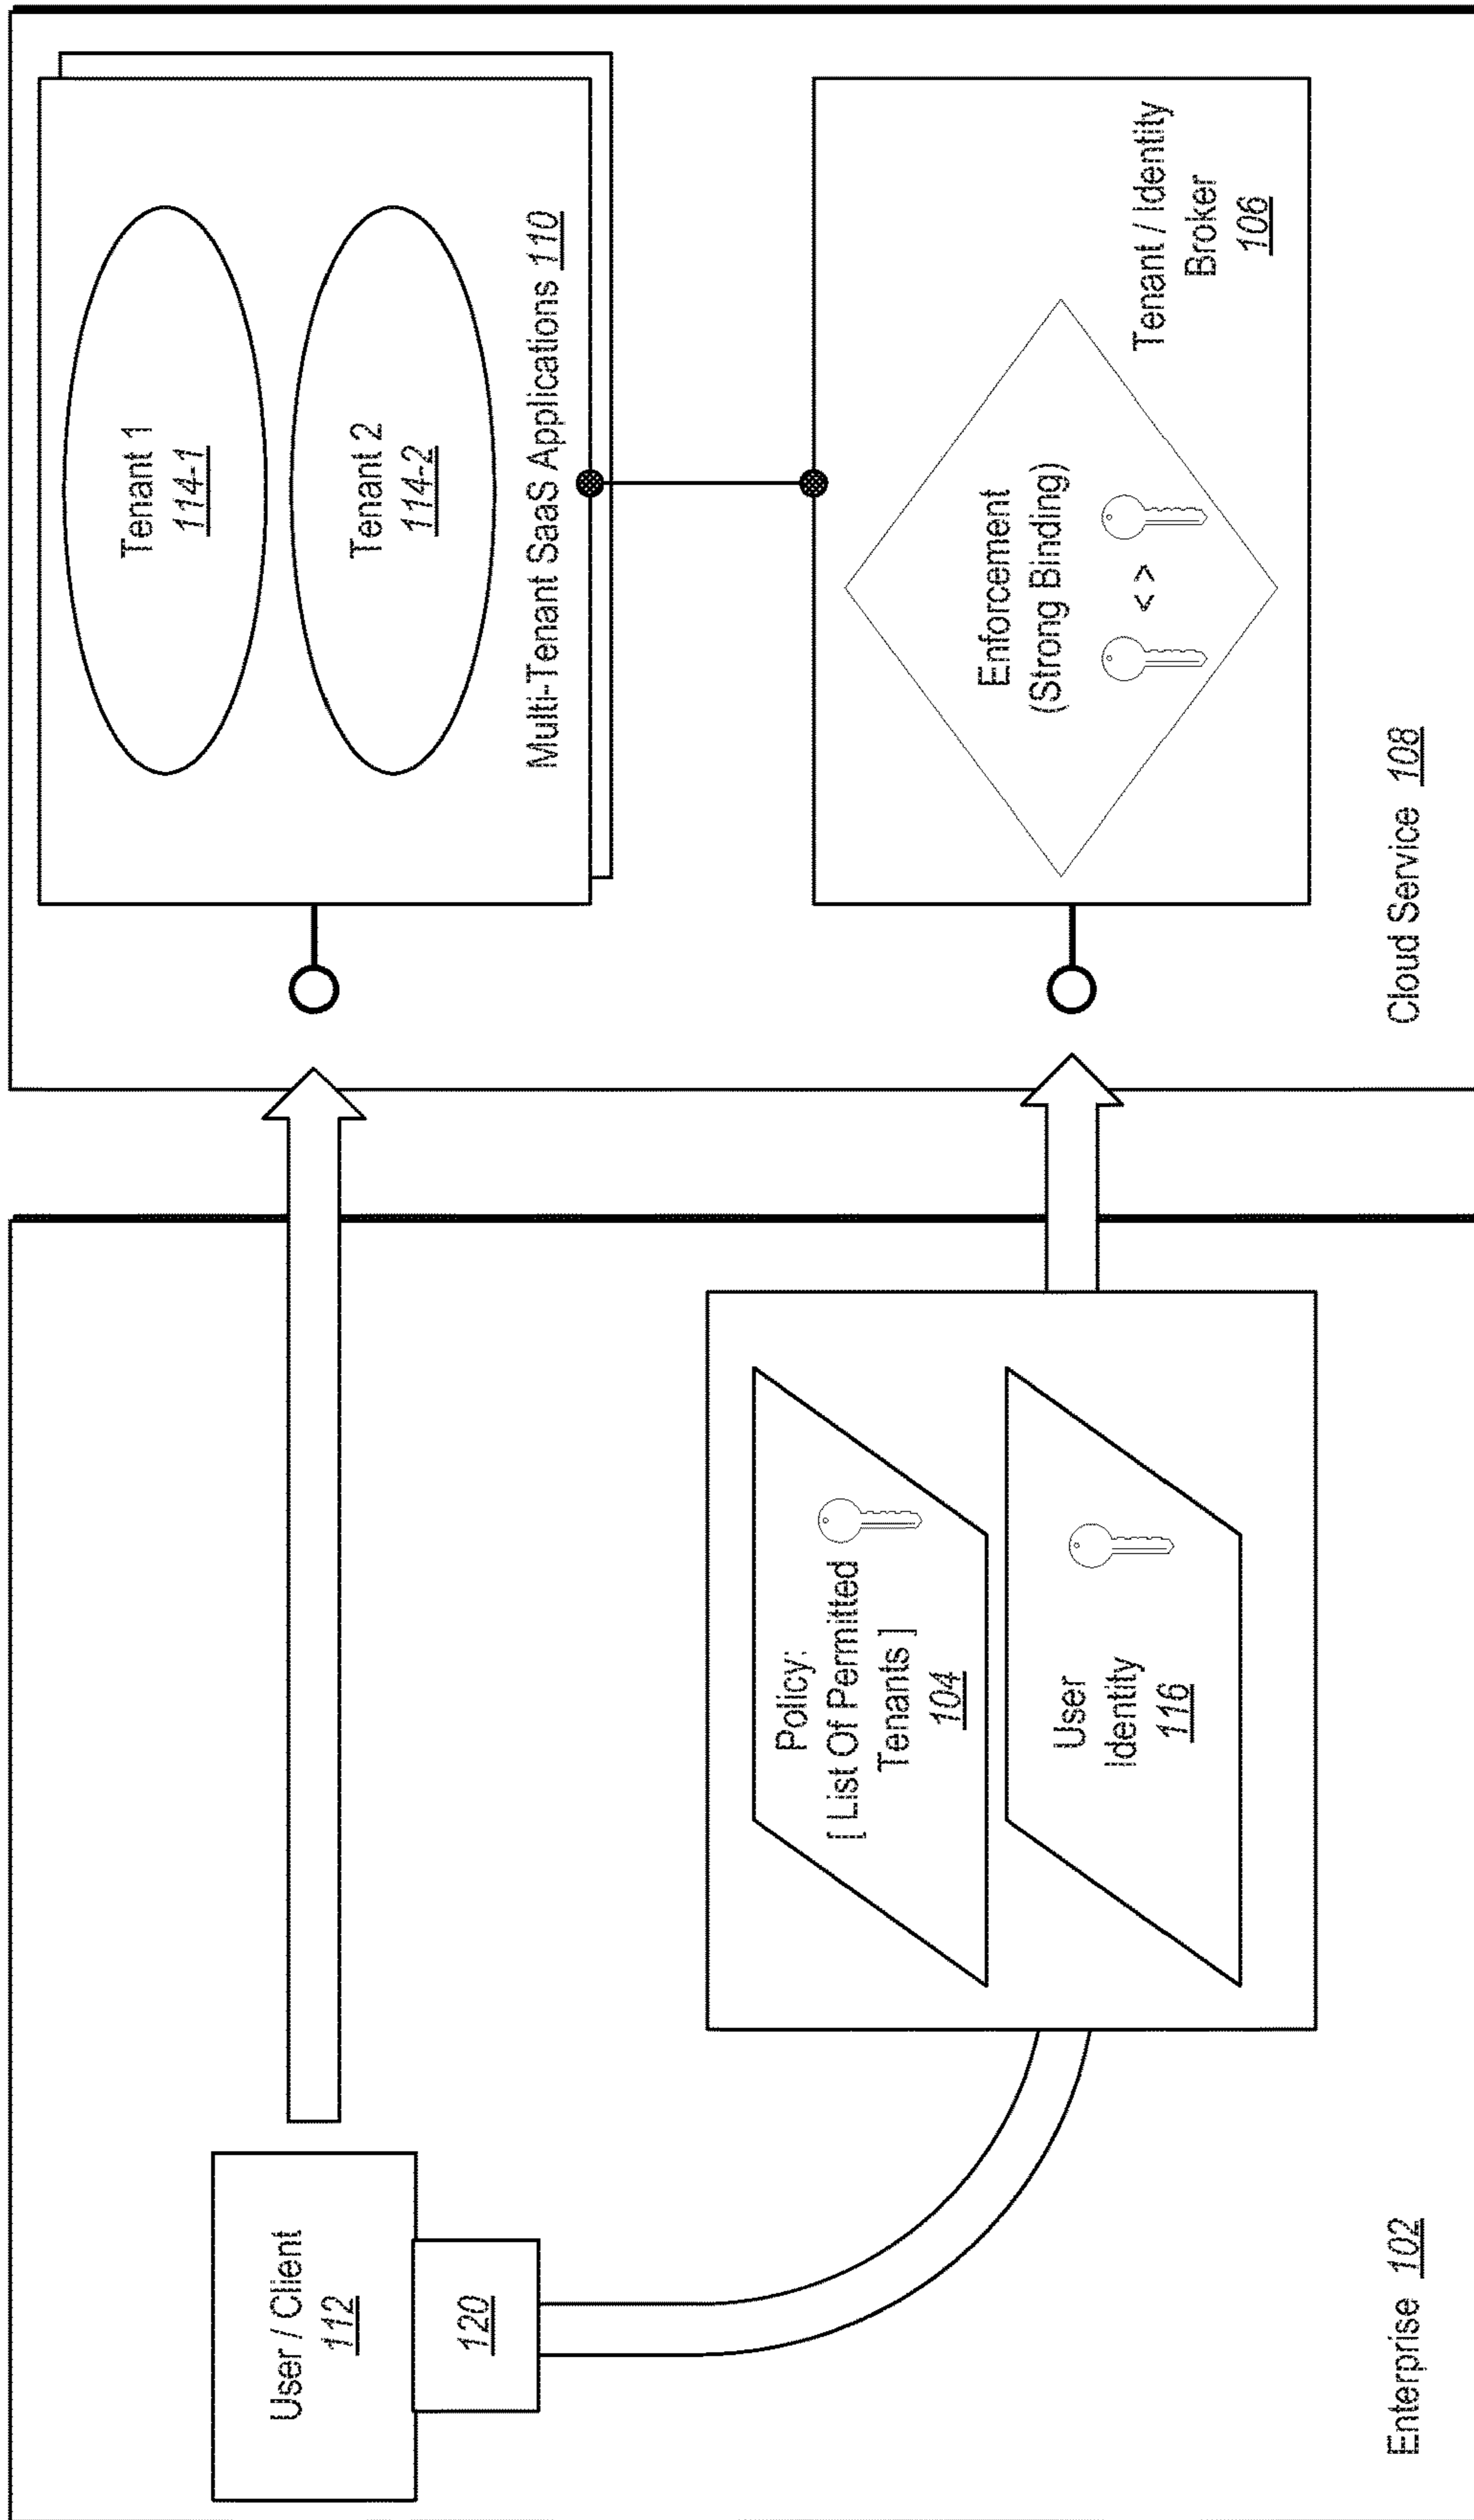 User / Client
112
120
Policy:
[ List Of Permitted
Tenants ]
104
User
Identity
116
Enterprise 102
Tenant 1
114-1
Tenant 2
114-2
Multi-Tenant SaaS Applications 110
Enforcement
(Strong Binding)
< >
Tenant / Identity
Broker
106
Cloud Service 108